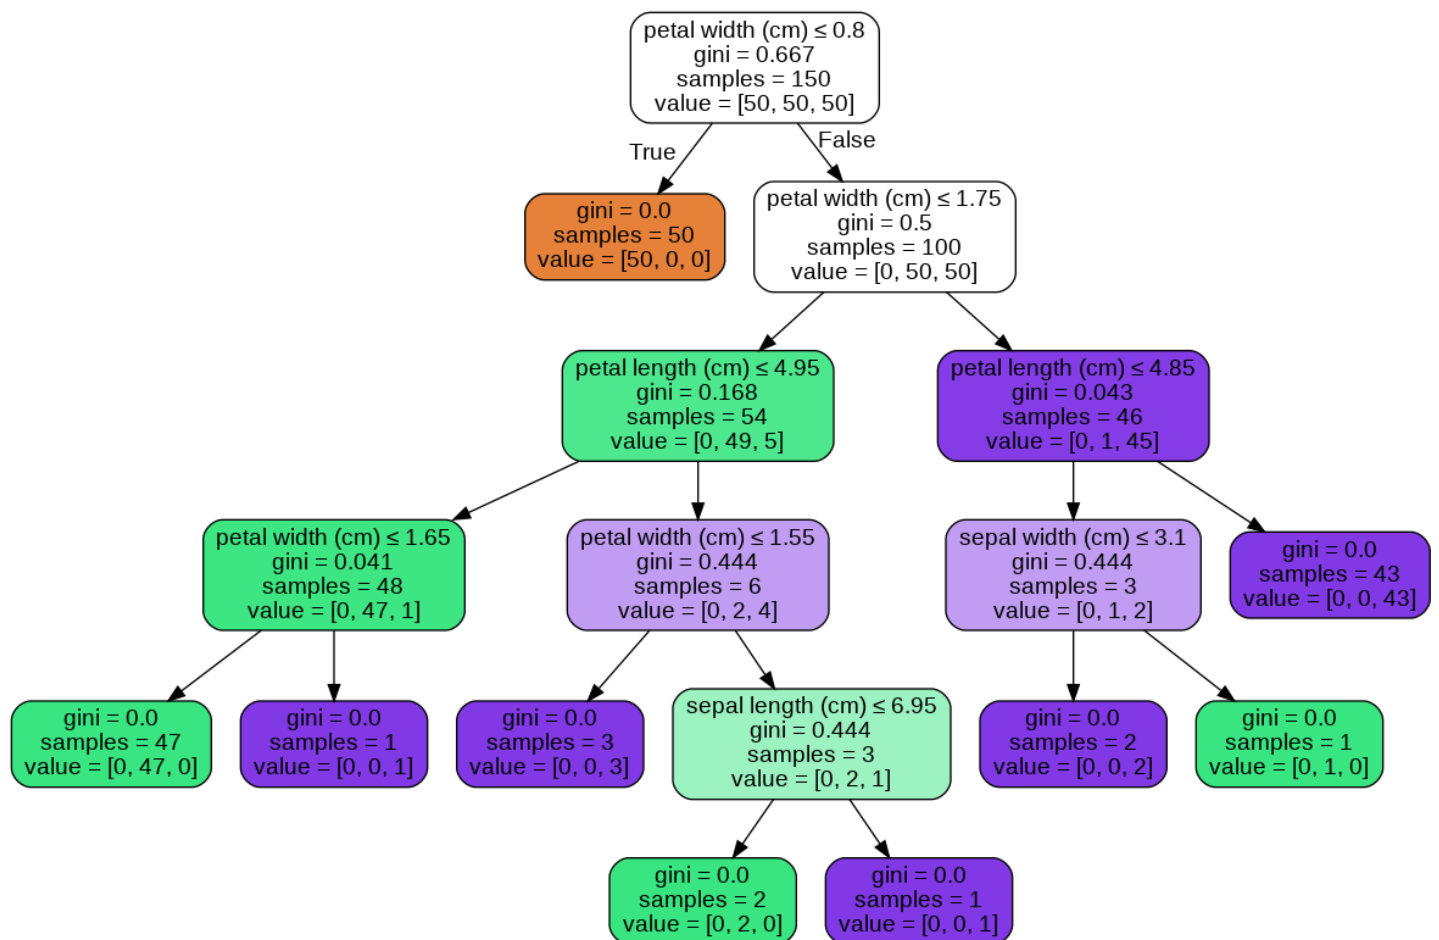 petal width (cm) ≤ 0.8
gini = 0.667
samples = 150
value = [50, 50, 50]
True
False
gini = 0.0
samples = 50
value = [50, 0, 0]
petal width (cm) ≤ 1.75
gini = 0.5
samples = 100
value = [0, 50, 50]
petal length (cm) ≤ 4.95
gini = 0.168
samples = 54
value = [0, 49, 5]
petal length (cm) ≤ 4.85
gini = 0.043
samples = 46
value = [0, 1, 45]
petal width (cm) ≤ 1.65
gini = 0.041
samples = 48
value = [0, 47, 1]
petal width (cm) ≤ 1.55
gini = 0.444
samples = 6
value = [0, 2, 4]
sepal width (cm) ≤ 3.1
gini = 0.444
samples = 3
value = [0, 1, 2]
gini = 0.0
samples = 43
value = [0, 0, 43]
gini = 0.0
samples = 47
value = [0, 47, 0]
gini = 0.0
samples = 1
value = [0, 0, 1]
gini = 0.0
samples = 3
value = [0, 0, 3]
sepal length (cm) ≤ 6.95
gini = 0.444
samples = 3
value = [0, 2, 1]
gini = 0.0
samples = 2
value = [0, 0, 2]
gini = 0.0
samples = 1
value = [0, 1, 0]
gini = 0.0
samples = 2
value = [0, 2, 0]
gini = 0.0
samples = 1
value = [0, 0, 1]